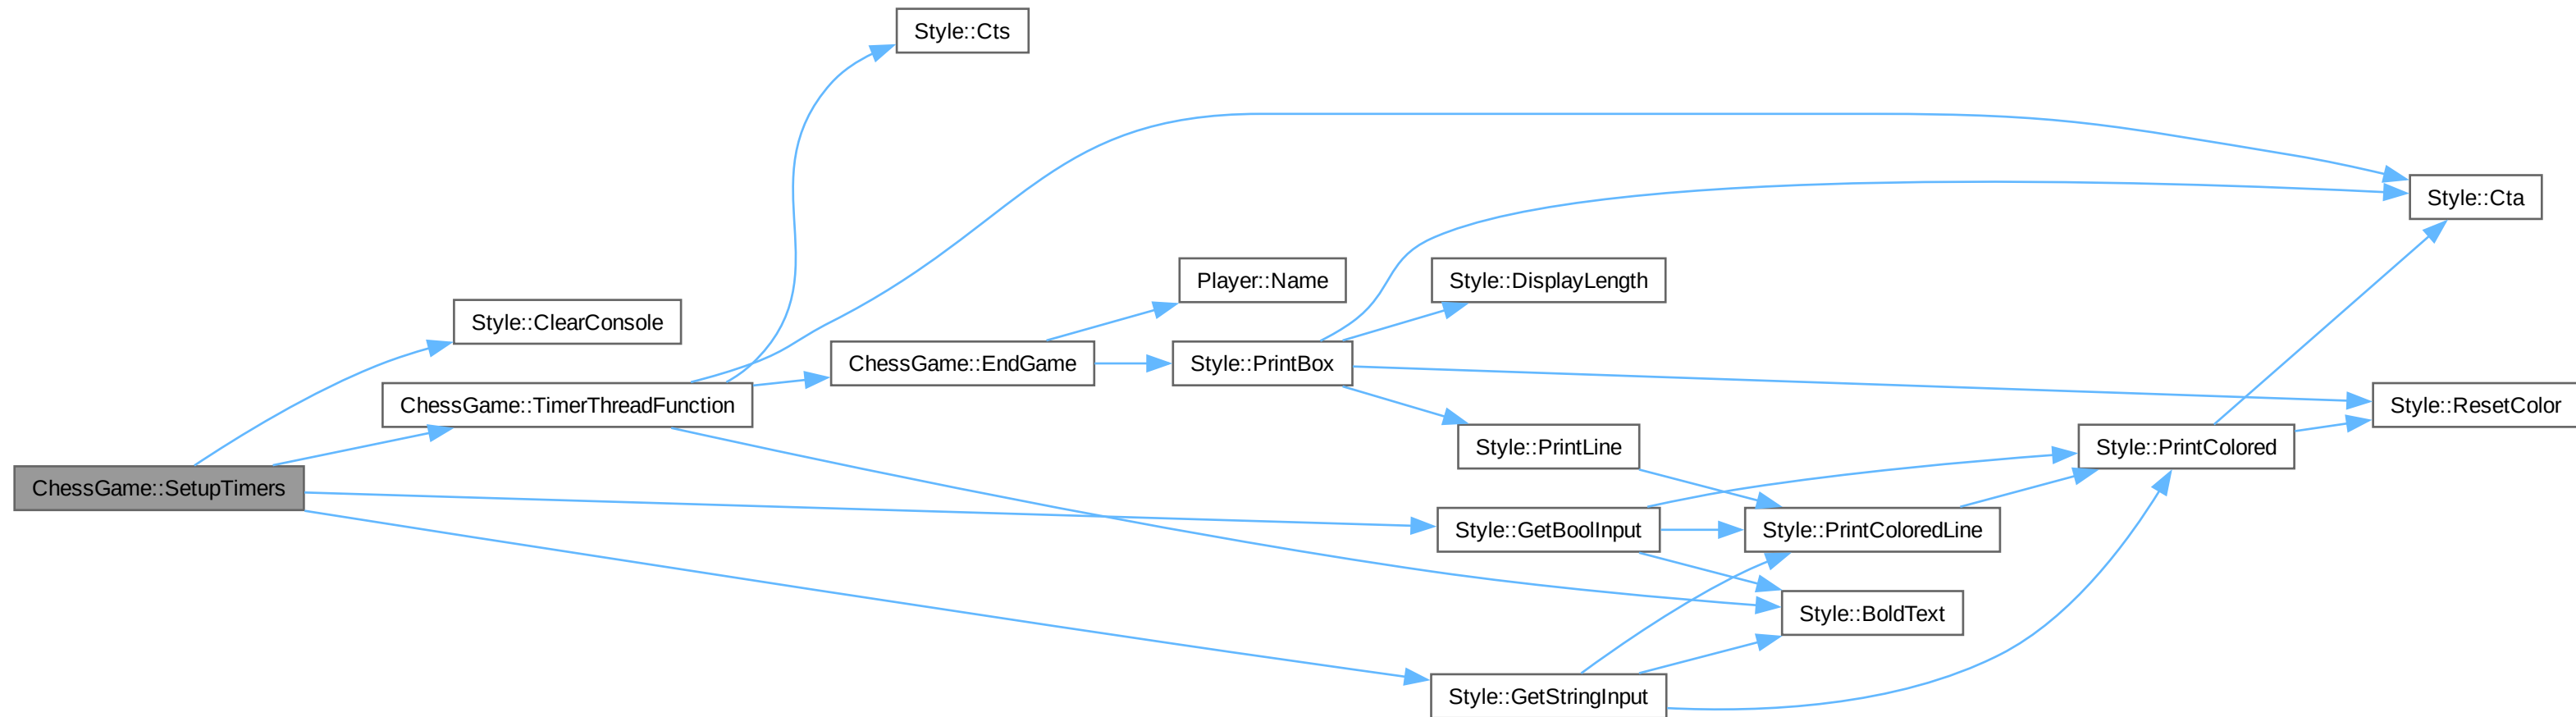 Style::Cts
Style::Cta
Player::Name
Style::DisplayLength
Style::ClearConsole
ChessGame::EndGame
Style::PrintBox
ChessGame::TimerThreadFunction
Style::ResetColor
Style::PrintLine
Style::PrintColored
ChessGame::SetupTimers
Style::GetBoolInput
Style::PrintColoredLine
Style::BoldText
Style::GetStringInput